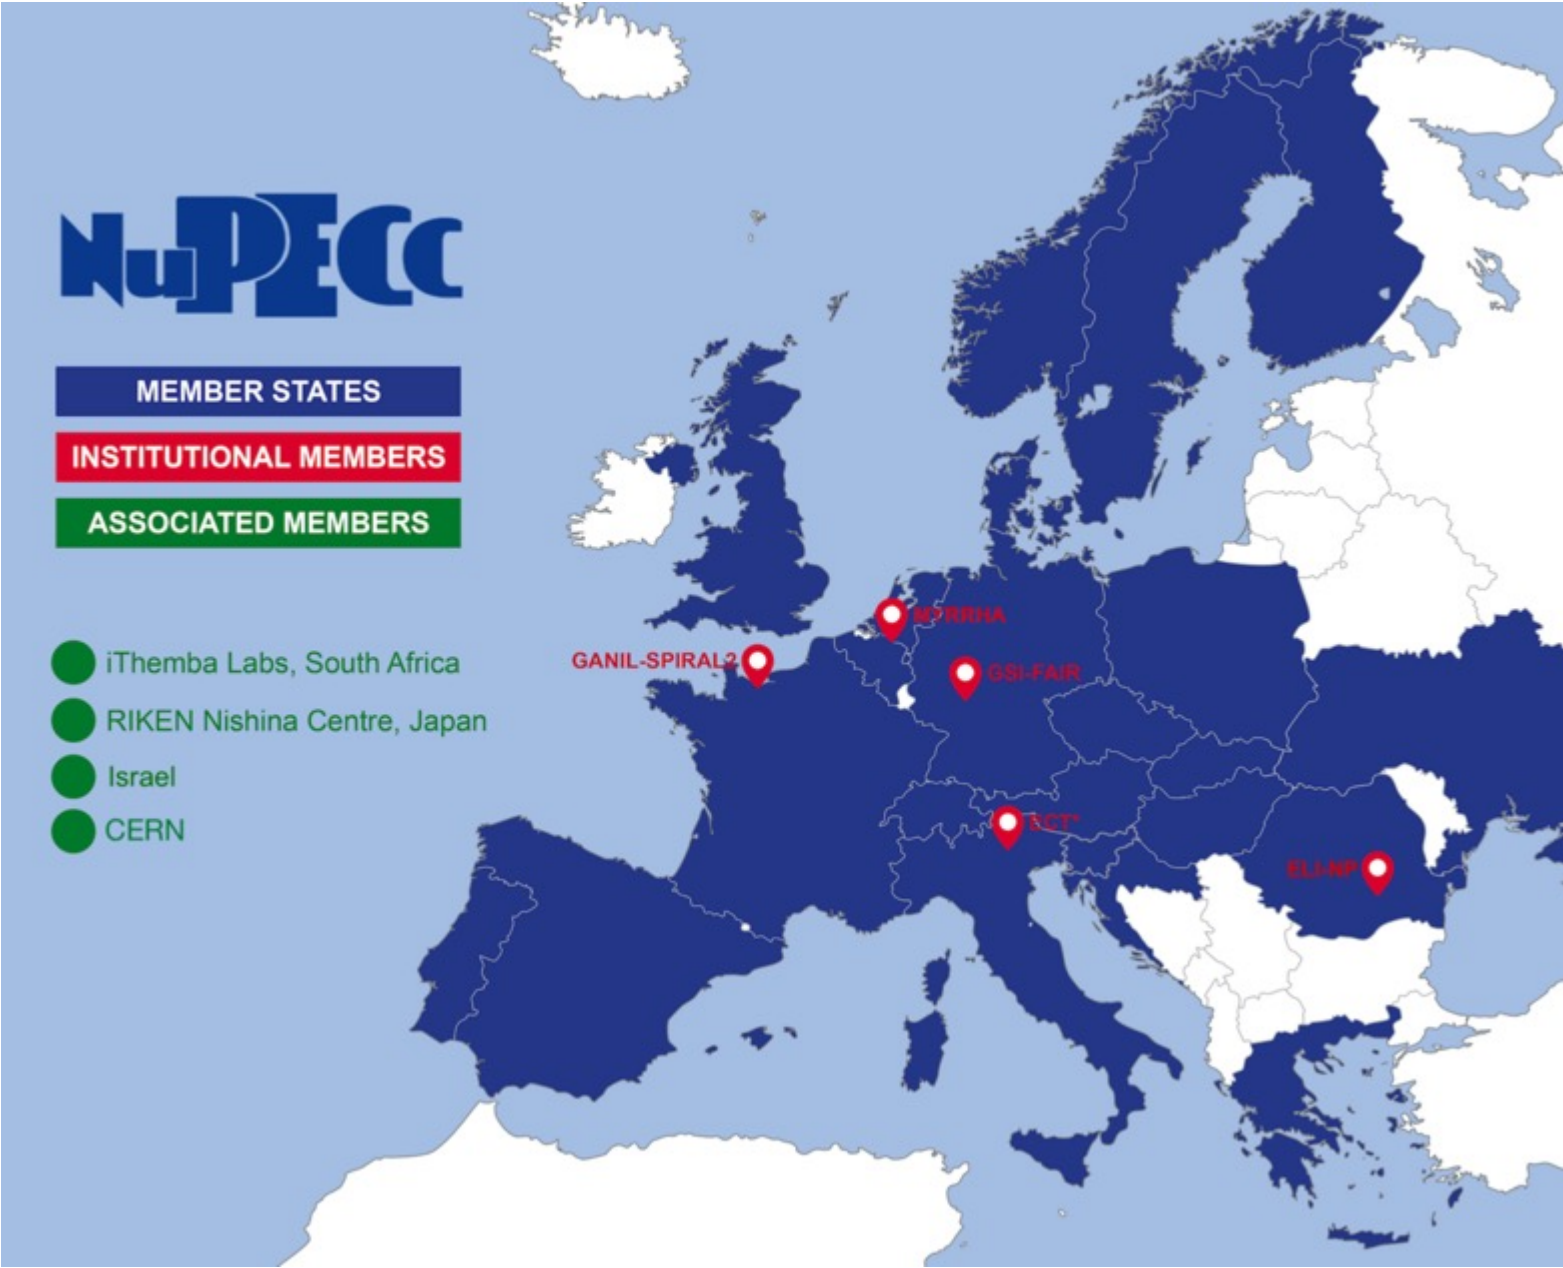 NuPECC
MEMBER STATES
INSTITUTIONAL MEMBERS
ASSOCIATED MEMBERS
iThemba Labs, South Africa
RIKEN Nishina Centre, Japan
Israel
CERN
MYRRHA
GANIL-SPIRAL2
GSI-FAIR
ECT*
ELI-NP